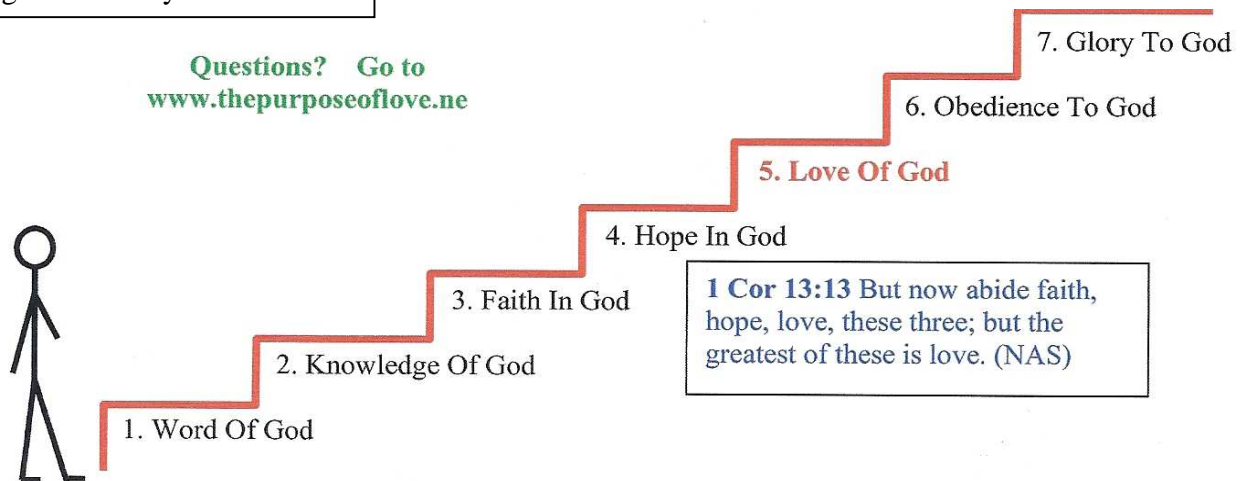 Questions? Go to
www.thepurposeoflove.ne
7. Glory To God
6. Obedience To God
5. Love Of God
4. Hope In God
1 Cor 13:13 But now abide faith,
hope, love, these three; but the
greatest of these is love. (NAS)
3. Faith In God
2. Knowledge Of God
1. Word Of God